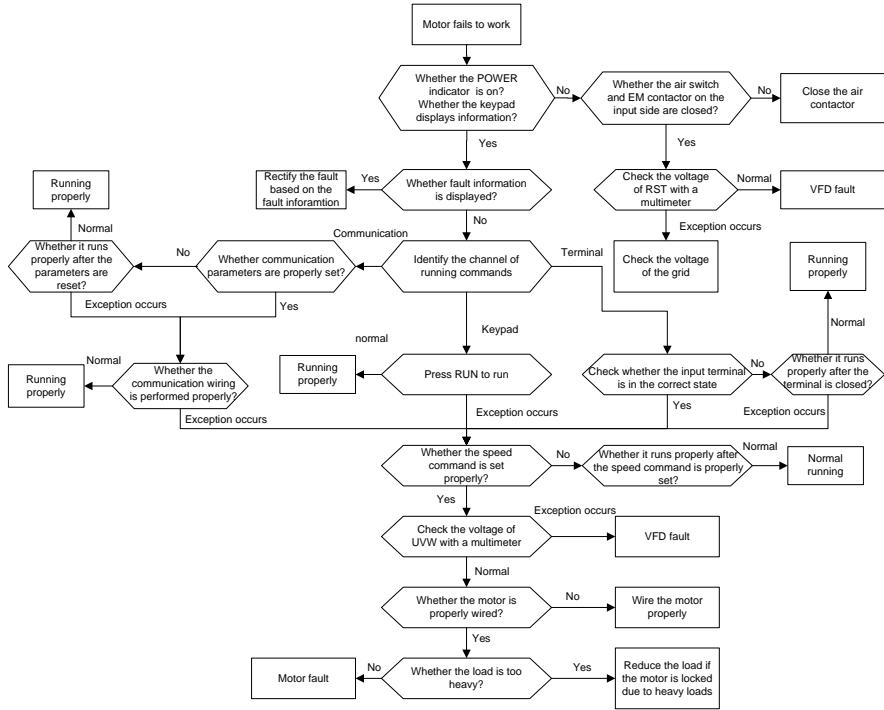 Motor fails to work
Whether the POWER
indicator is on?
Whether the keypad
displays information?
No
Whether the air switch
and EM contactor on the
input side are closed?
No
Close the air
contactor
Yes
Yes
Rectify the fault
based on the
fault inforamtion
Yes
Whether fault information
is displayed?
Check the voltage
of RST with a
multimeter
Normal
VFD fault
Running
properly
Normal
No
Exception occurs
Communication
Whether it runs
properly after the
parameters are
reset?
No
Whether communication
parameters are properly set?
Identify the channel of
running commands
Terminal
Check the voltage
of the grid
Running
properly
Exception occurs
Yes
Keypad
Normal
Running
properly
Normal
Whether the
communication wiring
is performed properly?
normal
Running
properly
Press RUN to run
Check whether the input terminal
is in the correct state
No
Whether it runs
properly after the
terminal is closed?
Exception occurs
Exception occurs
Yes
Exception occurs
Whether the speed
command is set
properly?
No
Whether it runs properly after
the speed command is properly
set?
Normal
Normal
running
Yes
Exception occurs
Check the voltage of
UVW with a multimeter
VFD fault
Normal
Whether the motor is
properly wired?
No
Wire the motor
properly
Yes
Motor fault
No
Whether the load is too
heavy?
Yes
Reduce the load if
the motor is locked
due to heavy loads